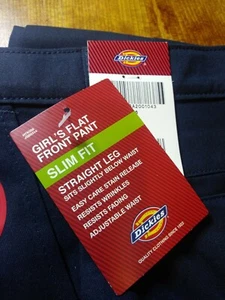 Dickies
GIRL'S FLAT
FRONT PANT
SLIM FIT
STRAIGHT LEG
SITS SLIGHTLY BELOW WAIST
EASY CARE STAIN RELEASE
RESISTS WRINKLES
RESISTS FADING
ADJUSTABLE WAIST
Dickies
QUALITY CLOTHING SINCE 1922